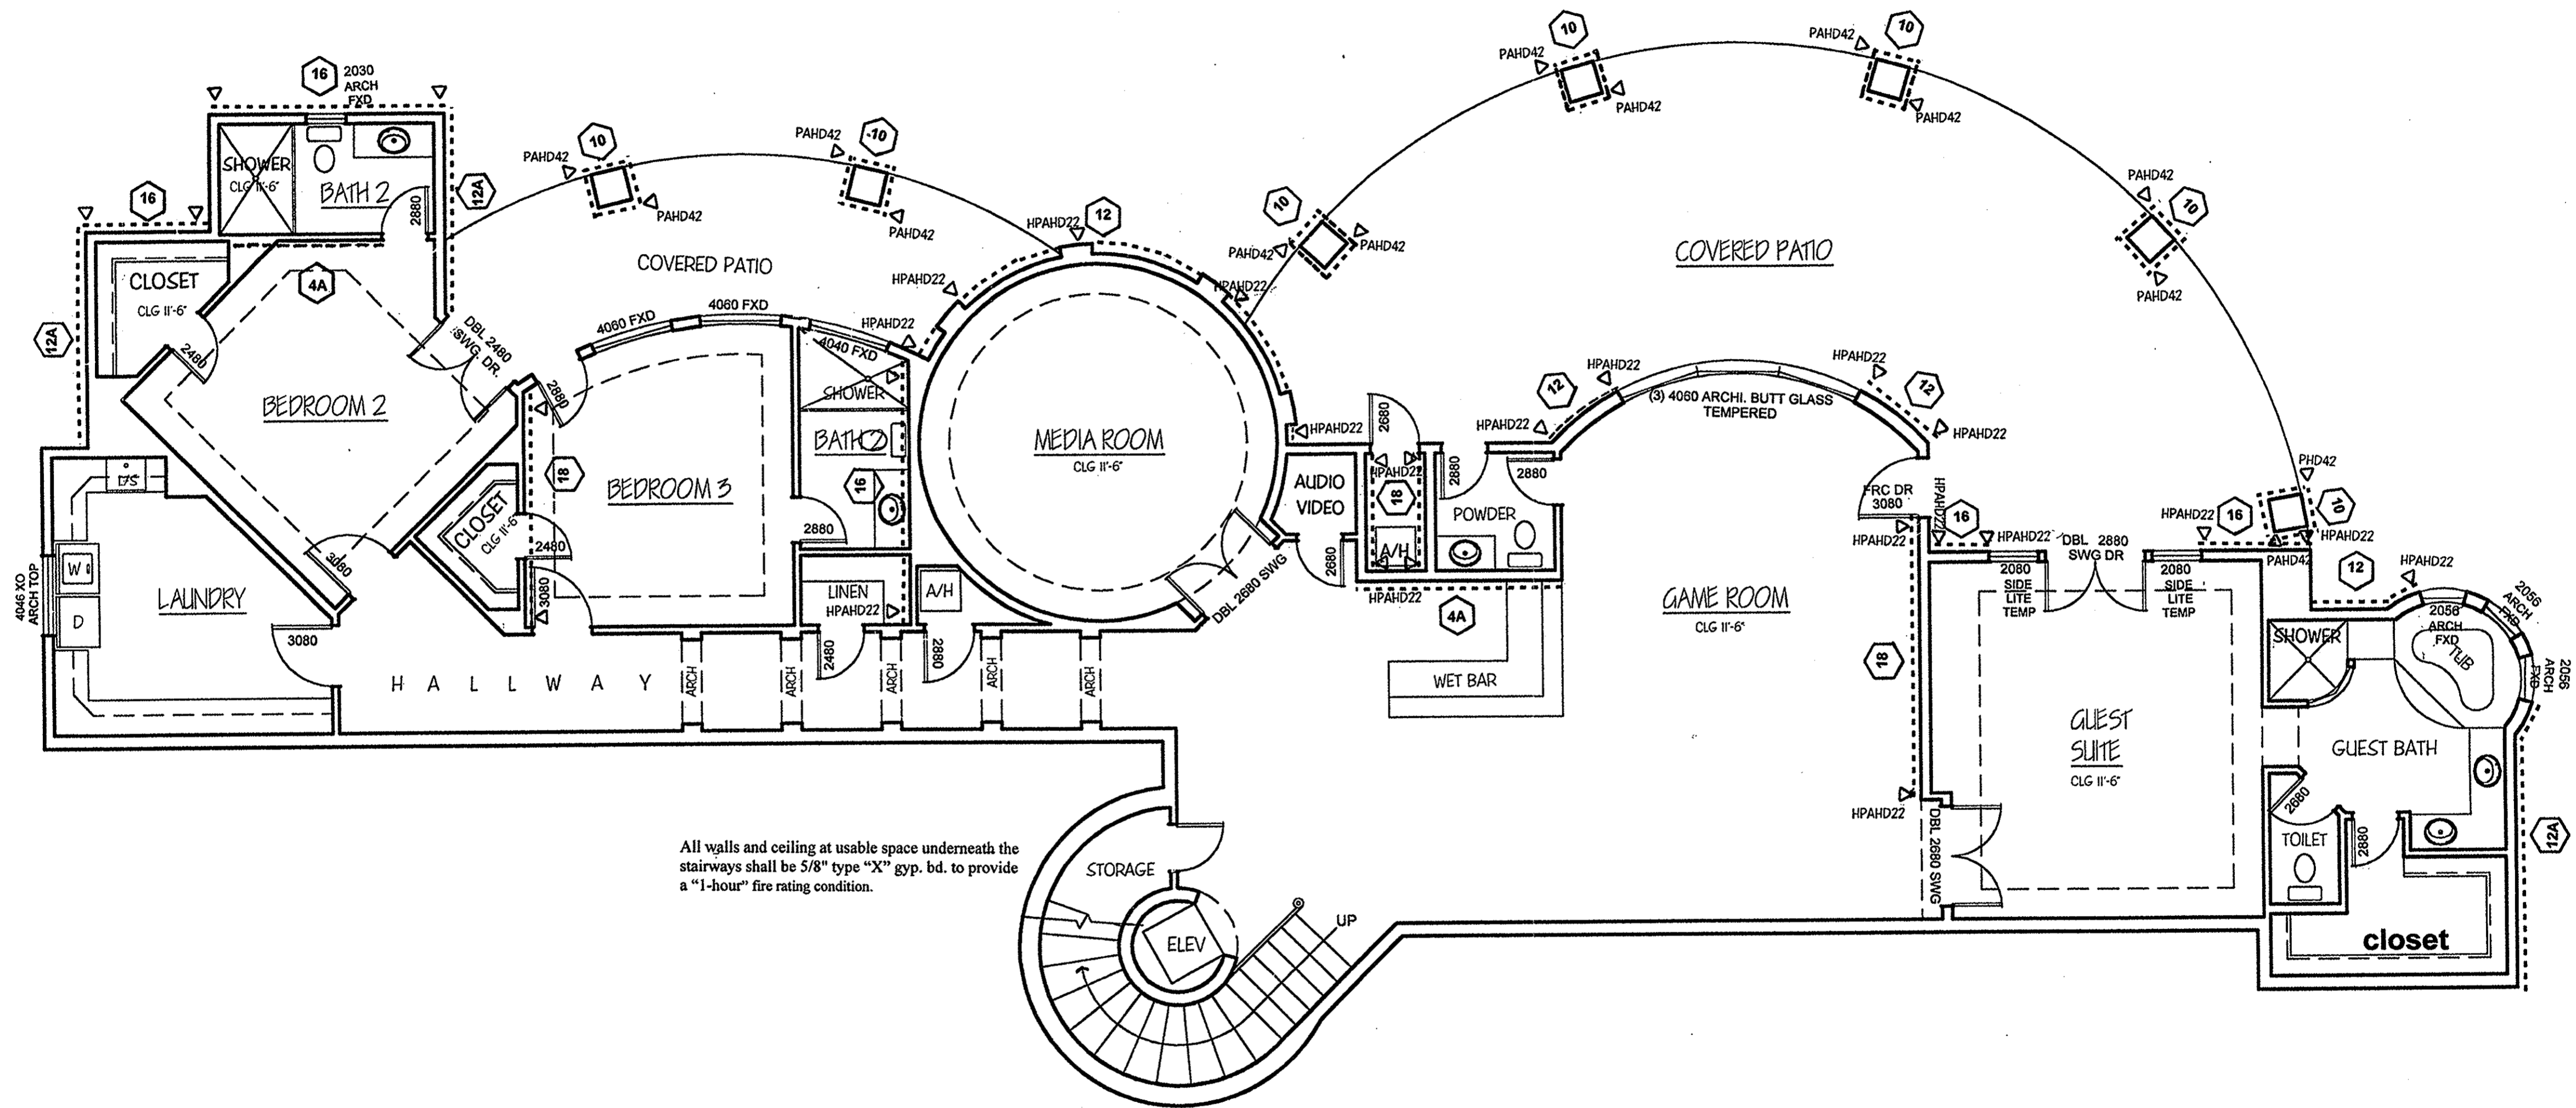 10
10
PAHD42
PAHD42
PAHD42
PAHD42
16
2030
ARCH
FXD
SHOWER
CLG 11'-6"
BATH 2
2880
12A
16
10
PAHD42
PAHD42
-10
PAHD42
PAHD42
HPAHD22
12
HPAHD22
HPAHD22
10
PAHD42
PAHD42
PAHD42
10
PAHD42
COVERED PATIO
COVERED PATIO
CLOSET
CLG 11'-6"
4A
12A
2480
DBL 2480
SWG. DR.
4060 FXD
4060 FXD
HPAHD22
4040 FXD
SHOWER
BEDROOM 2
2880
18
BEDROOM 3
BATH 2
16
2880
MEDIA ROOM
CLG 11'-6"
HPAHD22
2680
AUDIO
VIDEO
HPAHD22
18
A/H
2680
HPAHD22
4A
2880
2880
POWDER
12
HPAHD22
HPAHD22
(3) 4060 ARCHI. BUTT GLASS
TEMPERED
HPAHD22
12
HPAHD22
FRC DR
3080
HPAHD22
HPAHD22
16
HPAHD22
DBL 2880
SWG DR
HPAHD22
16
PHD42
10
HPAHD22
PAHD42
12
HPAHD22
2080
SIDE
LITE
TEMP
2080
SIDE
LITE
TEMP
2056
ARCH
FXD
2056
ARCH
FXD
2056
ARCH
FXD
SHOWER
TUB
W
D
4046 XO
ARCH TOP
LAUNDRY
3080
3080
CLOSET
CLG 11'-6"
2480
3080
LINEN
HPAHD22
A/H
2480
2880
DBL 2680 SWG
HALLWAY
ARCH
ARCH
ARCH
ARCH
ARCH
GAME ROOM
CLG 11'-6"
WET BAR
18
HPAHD22
DBL 2680 SWG
GUEST
SUITE
CLG 11'-6"
GUEST BATH
2680
TOILET
2880
12A
closet
All walls and ceiling at usable space underneath the
stairways shall be 5/8" type "X" gyp. bd. to provide
a "1-hour" fire rating condition.
STORAGE
ELEV
UP